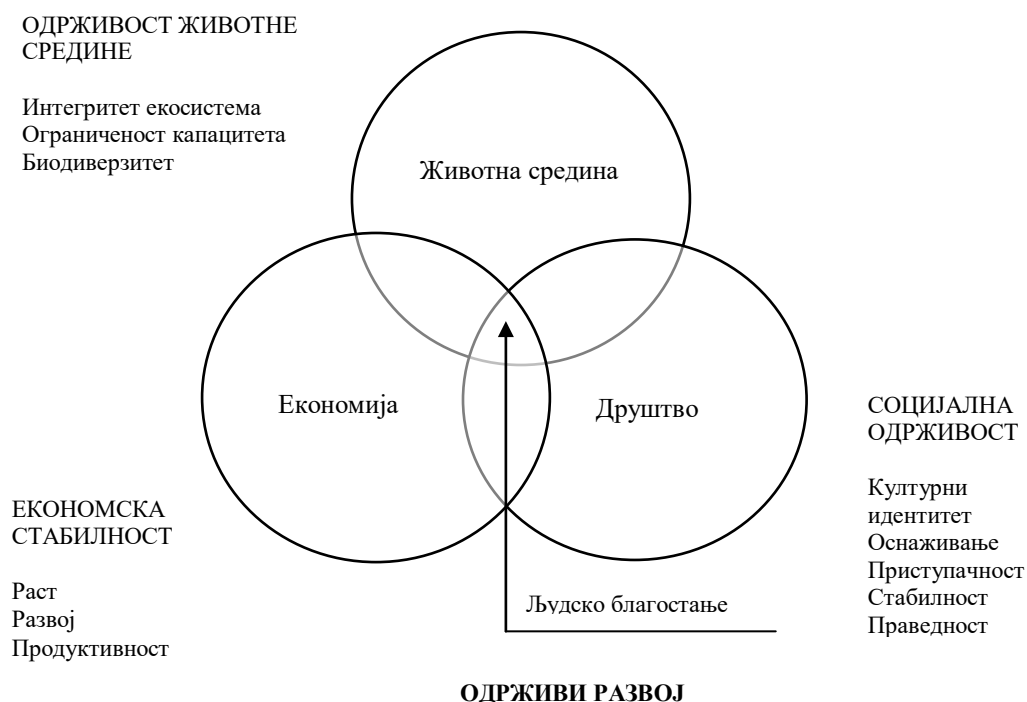 ОДРЖИВОСТ ЖИВОТНЕ
СРЕДИНЕ
Интегритет екосистема
Ограниченост капацитета
Биодиверзитет
Животна средина
Економија
Друштво
СОЦИЈАЛНА
ОДРЖИВОСТ
Културни
идентитет
Оснаживање
Приступачност
Стабилност
Праведност
ЕКОНОМСКА
СТАБИЛНОСТ
Раст
Развој
Продуктивност
Људско благостање
ОДРЖИВИ РАЗВОЈ